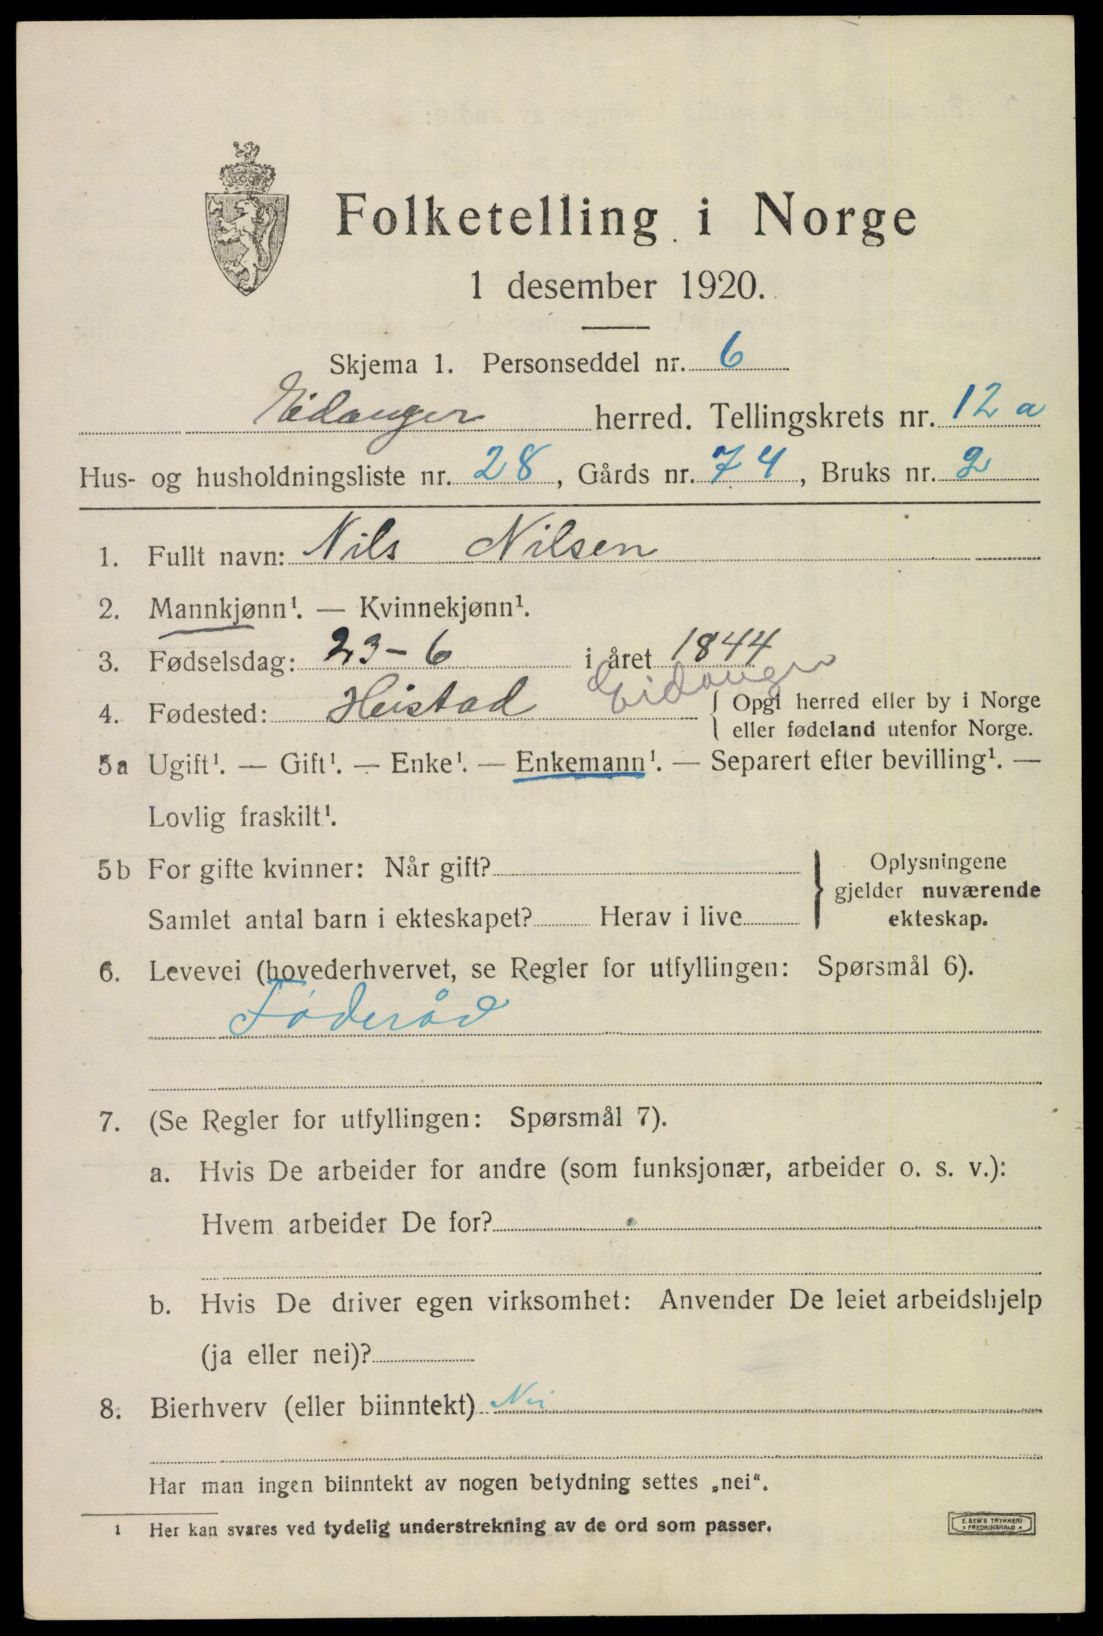 Folketelling i Norge
1 desember 1920.
Skjema 1. Personseddel nr. 6
Eidanger herred. Tellingskrets nr. 12 a
Hus- og husholdningsliste nr. 28, Gårds nr. 74, Bruks nr. 2
1. Fullt navn: Nils Nilsen
2. Mannkjønn¹. — Kvinnekjønn¹.
3. Fødselsdag: 23-6 i året 1844
Eidanger
4. Fødested: Heistad { Opgi herred eller by i Norge
eller fødeland utenfor Norge.
5a Ugift¹. — Gift¹. — Enke¹. — Enkemann¹. — Separert efter bevilling¹. —
Lovlig fraskilt¹.
5b For gifte kvinner: Når gift?
Samlet antal barn i ekteskapet? Herav i live
} Oplysningene
gjelder nuværende
ekteskap.
6. Levevei (hovederhvervet, se Regler for utfyllingen: Spørsmål 6).
Føderåd
7. (Se Regler for utfyllingen: Spørsmål 7).
a. Hvis De arbeider for andre (som funksjonær, arbeider o. s. v.):
Hvem arbeider De for?
b. Hvis De driver egen virksomhet: Anvender De leiet arbeidshjelp
(ja eller nei)?
8. Bierhverv (eller biinntekt) Nei
Har man ingen biinntekt av nogen betydning settes „nei“.
¹ Her kan svares ved tydelig understrekning av de ord som passer.
E. SEM'S TRYKKERI
FREDRIKSHALD